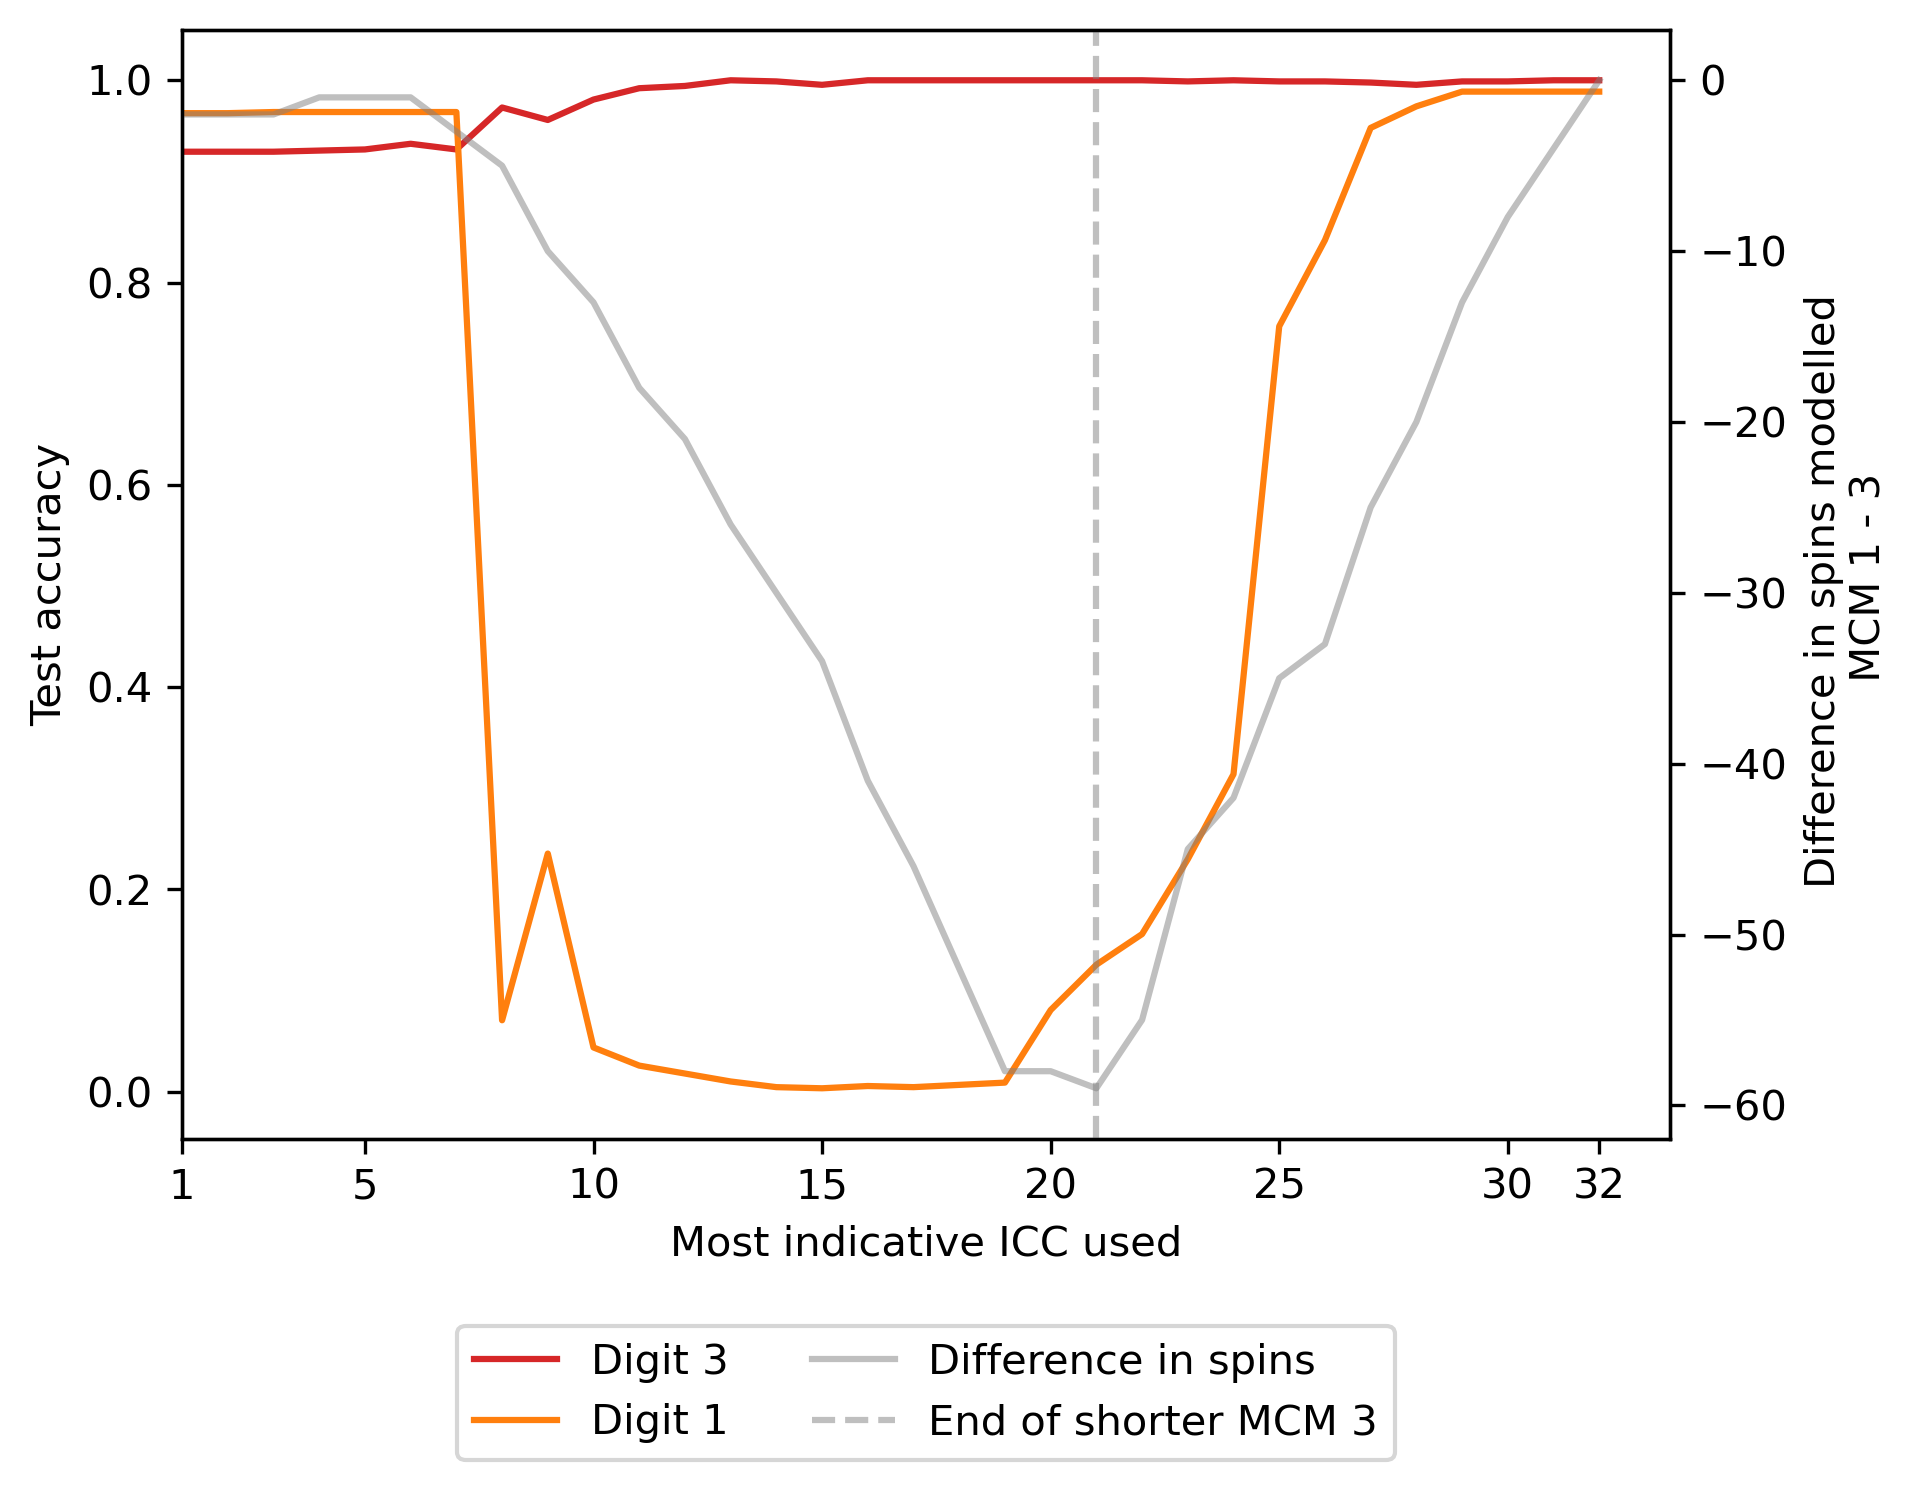 1.0
0.8
0.6
0.4
0.2
0.0
Test accuracy
0
−10
−20
−30
−40
−50
−60
Difference in spins modelled
MCM 1 - 3
1 5 10 15 20 25 30 32
Most indicative ICC used
Digit 3
Digit 1
Difference in spins
End of shorter MCM 3